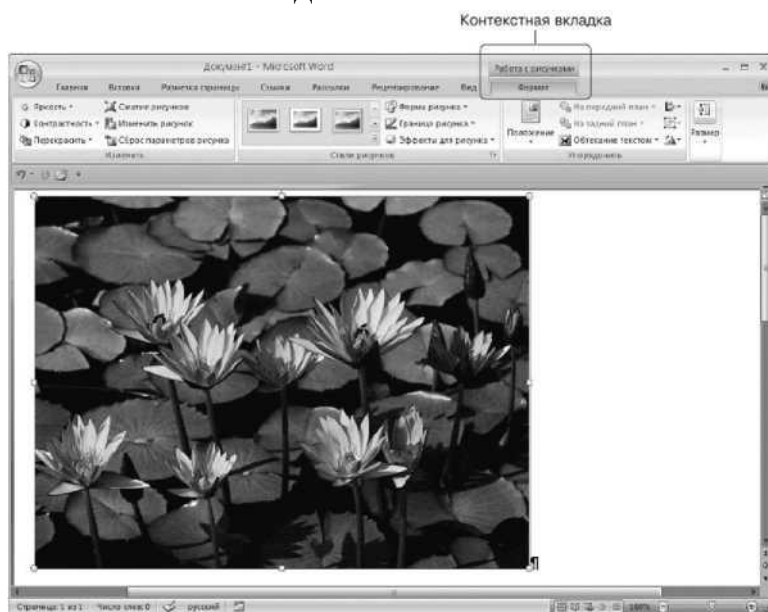 Контекстная вкладка
Документ1 - Microsoft Word
Работа с рисунками
Главная Вставка Разметка страницы Ссылки Рассылки Рецензирование Вид Формат
Яркость Сжатие рисунков Форма рисунка На передний план
Контрастность Изменить рисунок Граница рисунка Положение На задний план Размер
Перекрасить Сброс параметров рисунка Эффекты для рисунка Обтекание текстом
Изменить Стили рисунков Упорядочить
¶
Страница: 1 из 1 Число слов: 0 русский 100%